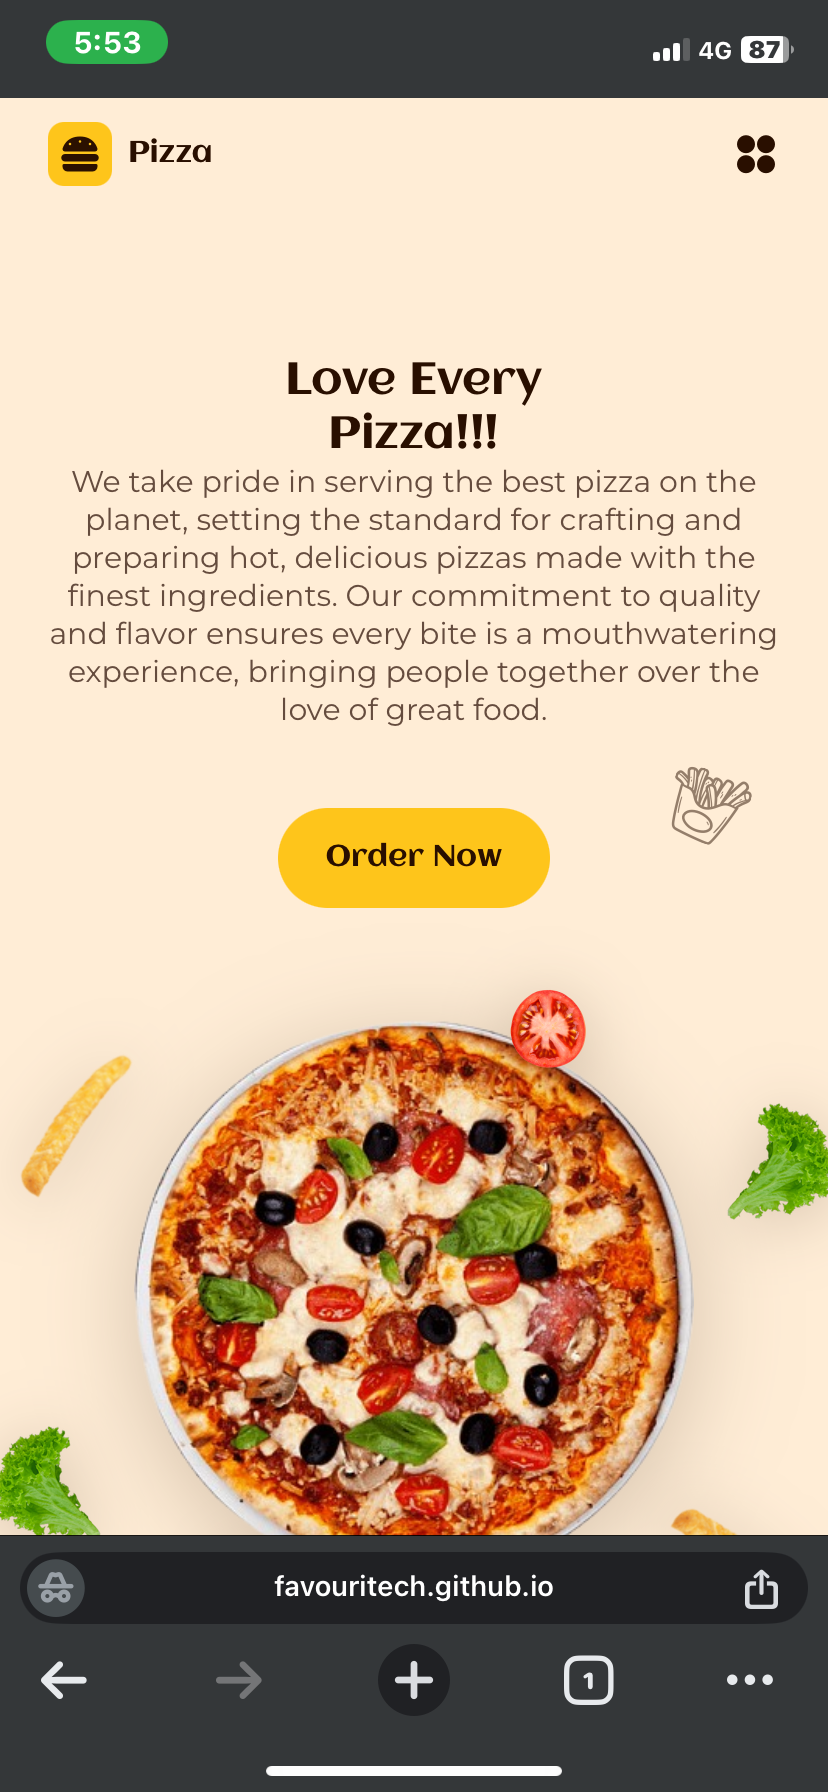 5:53
4G 87
Pizza
Love Every
Pizza!!!
We take pride in serving the best pizza on the
planet, setting the standard for crafting and
preparing hot, delicious pizzas made with the
finest ingredients. Our commitment to quality
and flavor ensures every bite is a mouthwatering
experience, bringing people together over the
love of great food.
Order Now
favouritech.github.io
1